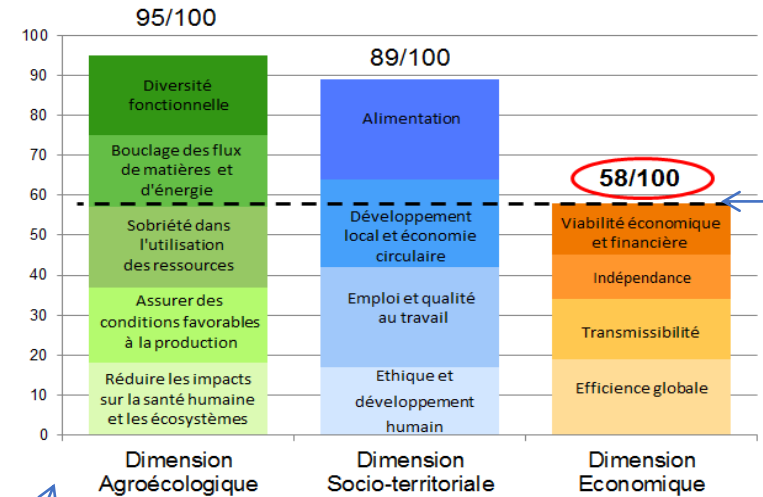 95/100
89/100
58/100
100
90
80
70
60
50
40
30
20
10
0
Diversité
fonctionnelle
Bouclage des flux
de matières et
d'énergie
Sobriété dans
l'utilisation
des ressources
Assurer des
conditions favorables
à la production
Réduire les impacts
sur la santé humaine
et les écosystèmes
Alimentation
Développement
local et économie
circulaire
Emploi et qualité
au travail
Ethique et
développement
humain
Viabilité économique
et financière
Indépendance
Transmissibilité
Efficience globale
Dimension
Agroécologique
Dimension
Socio-territoriale
Dimension
Economique